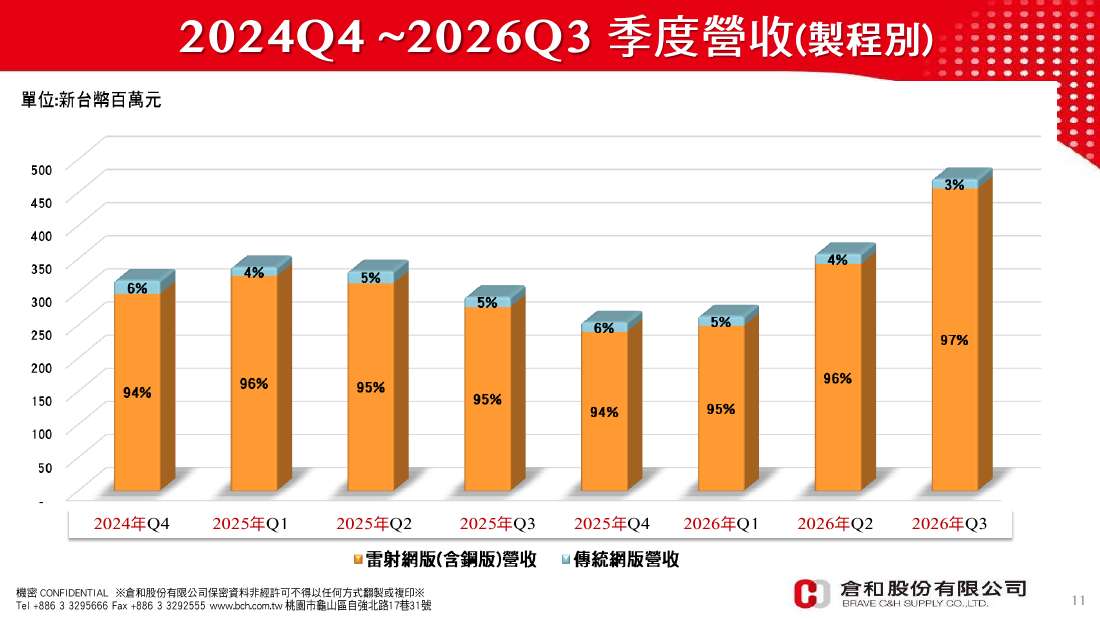 2024Q4 ~2026Q3 季度營收(製程別)
單位:新台幣百萬元
500
450
400
350
300
250
200
150
100
50
-
6% 4% 5% 5% 6% 5% 4% 3%
94% 96% 95% 95% 94% 95% 96% 97%
2024年Q4 2025年Q1 2025年Q2 2025年Q3 2025年Q4 2026年Q1 2026年Q2 2026年Q3
雷射網版(含鋼版)營收 傳統網版營收
機密 CONFIDENTIAL ※倉和股份有限公司保密資料非經許可不得以任何方式翻製或複印※
Tel +886 3 3295666 Fax +886 3 3292555 www.bch.com.tw 桃園市龜山區自強北路17巷31號
倉和股份有限公司
BRAVE C&H SUPPLY CO.,LTD.
11